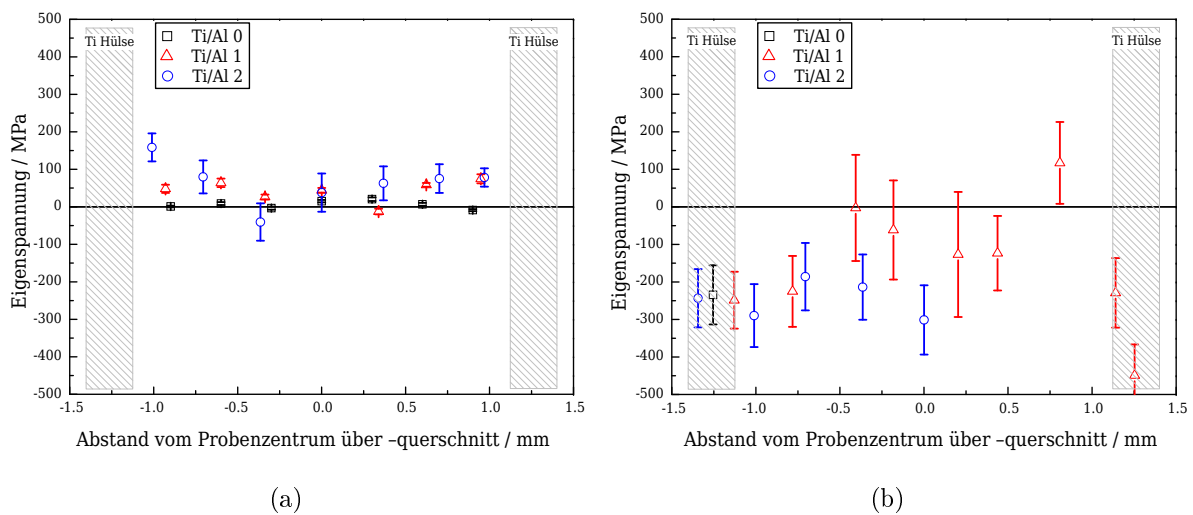 500
400
300
200
100
0
-100
-200
-300
-400
-500
Eigenspannung / MPa
Ti Hülse
Ti Hülse
Ti/Al 0
Ti/Al 1
Ti/Al 2
-1.5 -1.0 -0.5 0.0 0.5 1.0 1.5
Abstand vom Probenzentrum über –querschnitt / mm
(a)
500
400
300
200
100
0
-100
-200
-300
-400
-500
Eigenspannung / MPa
Ti Hülse
Ti Hülse
Ti/Al 0
Ti/Al 1
Ti/Al 2
-1.5 -1.0 -0.5 0.0 0.5 1.0 1.5
Abstand vom Probenzentrum über –querschnitt / mm
(b)